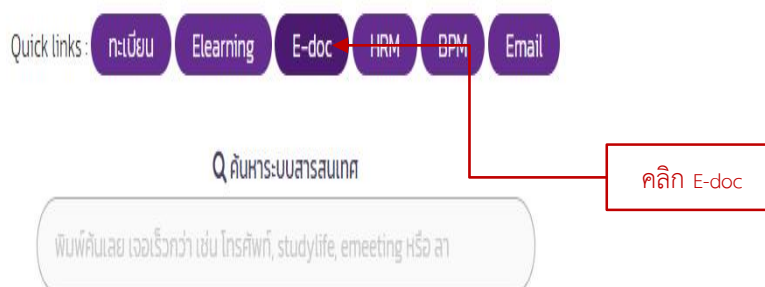 Quick links : ทะเบียน Elearning E-doc HRM BPM Email
ค้นหาระบบสารสนเทศ
คลิก E-doc
พิมพ์ค้นเลย เจอเร็วกว่า เช่น โทรศัพท์, studylife, emeeting หรือ ลา